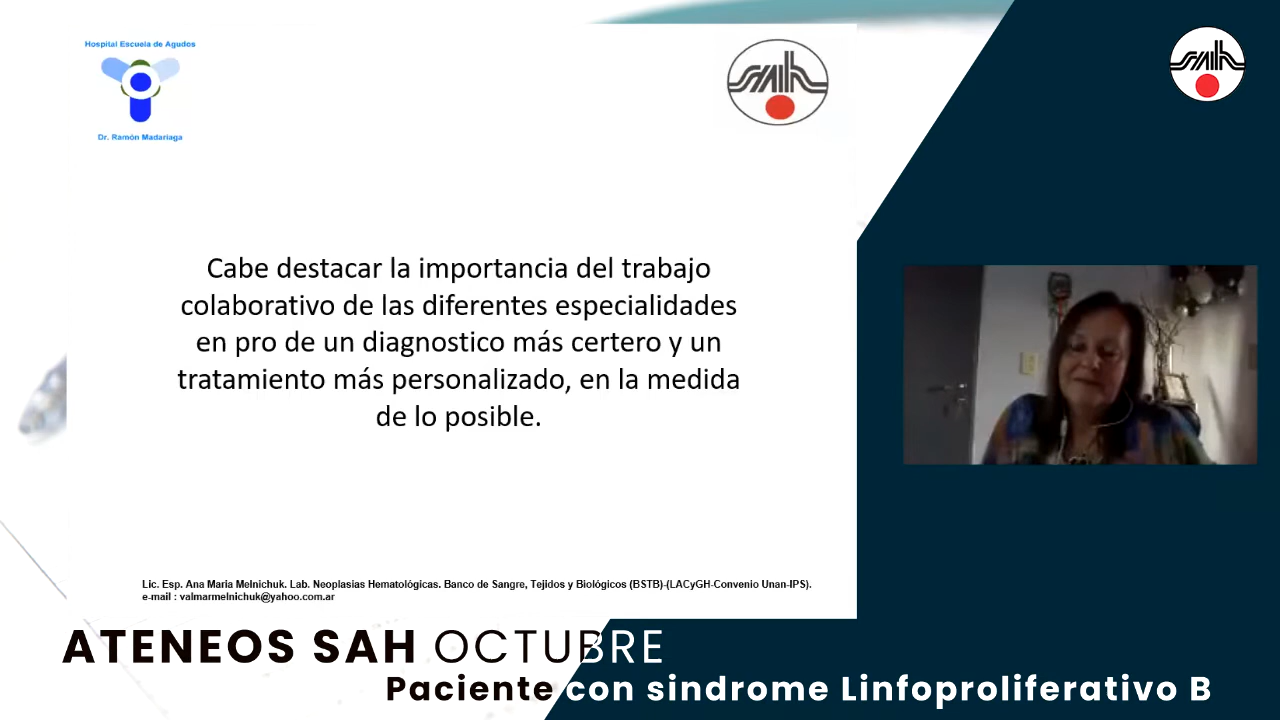 Hospital Escuela de Agudos
Dr. Ramón Madariaga
Cabe destacar la importancia del trabajo
colaborativo de las diferentes especialidades
en pro de un diagnostico más certero y un
tratamiento más personalizado, en la medida
de lo posible.
Lic. Esp. Ana Maria Melnichuk. Lab. Neoplasias Hematológicas. Banco de Sangre, Tejidos y Biológicos (BSTB)-(LACyGH-Convenio Unan-IPS).
e-mail : valmarmelnichuk@yahoo.com.ar
ATENEOS SAH OCTUBRE
Paciente con sindrome Linfoproliferativo B